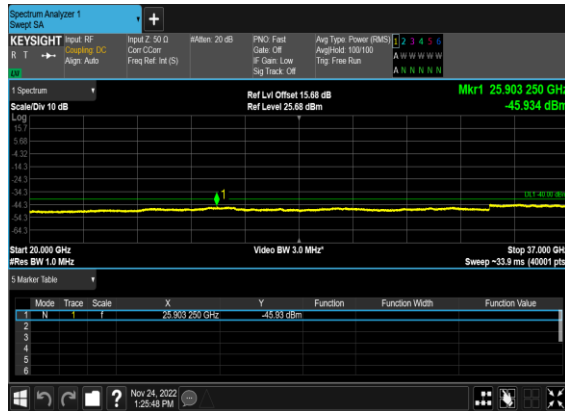 Spectrum Analyzer 1
Swept SA
+
KEYSIGHT Input: RF Input Z: 50 Ω #Atten: 20 dB PNO: Fast Avg Type: Power (RMS) 1 2 3 4 5 6
R T Coupling: DC Corr CCorr Gate: Off Avg|Hold: 100/100 A W W W W W
Align: Auto Freq Ref: Int (S) IF Gain: Low Trig: Free Run
Sig Track: Off A N N N N N
1 Spectrum
Ref Lvl Offset 15.68 dB Mkr1 25.903 250 GHz
Scale/Div 10 dB Ref Level 25.68 dBm -45.934 dBm
Log
15.7
5.68
-4.32
-14.3
-24.3
-34.3
1
DL1 -40.00 dBm
-44.3
-54.3
-64.3
Start 20.000 GHz Video BW 3.0 MHz* Stop 37.000 GHz
#Res BW 1.0 MHz Sweep ~33.9 ms (40001 pts)
5 Marker Table
Mode Trace Scale X Y Function Function Width Function Value
1 N 1 f 25.903 250 GHz -45.93 dBm
2
3
4
5
6
? Nov 24, 2022
1:25:48 PM